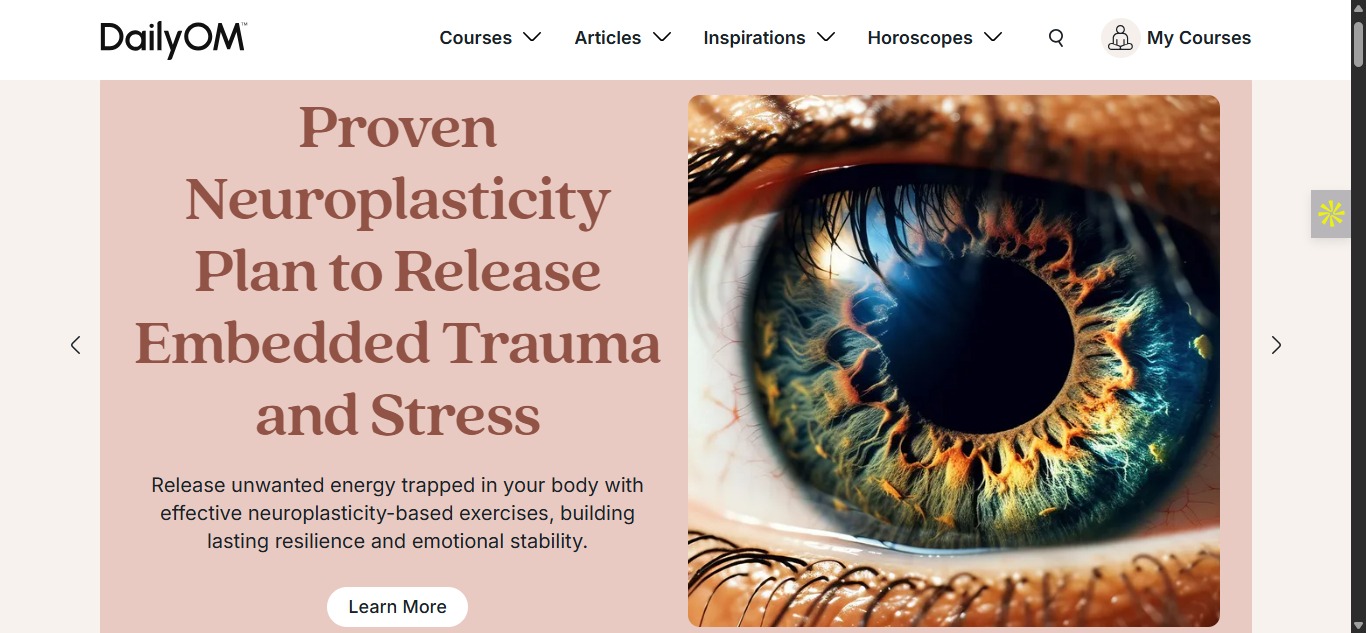 DailyOM™
Courses
Articles
Inspirations
Horoscopes
My Courses
Proven
Neuroplasticity
Plan to Release
Embedded Trauma
and Stress
Release unwanted energy trapped in your body with
effective neuroplasticity-based exercises, building
lasting resilience and emotional stability.
Learn More